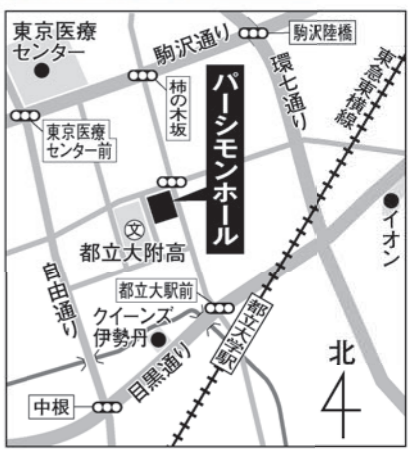 東京医療
センター
駒沢通り
駒沢陸橋
柿の木坂
環七通り
東急東横線
東京医療
センター前
パーシモンホール
文
都立大附高
イオン
自由通り
都立大駅前
クイーンズ
伊勢丹
都立大学駅
目黒通り
中根
北